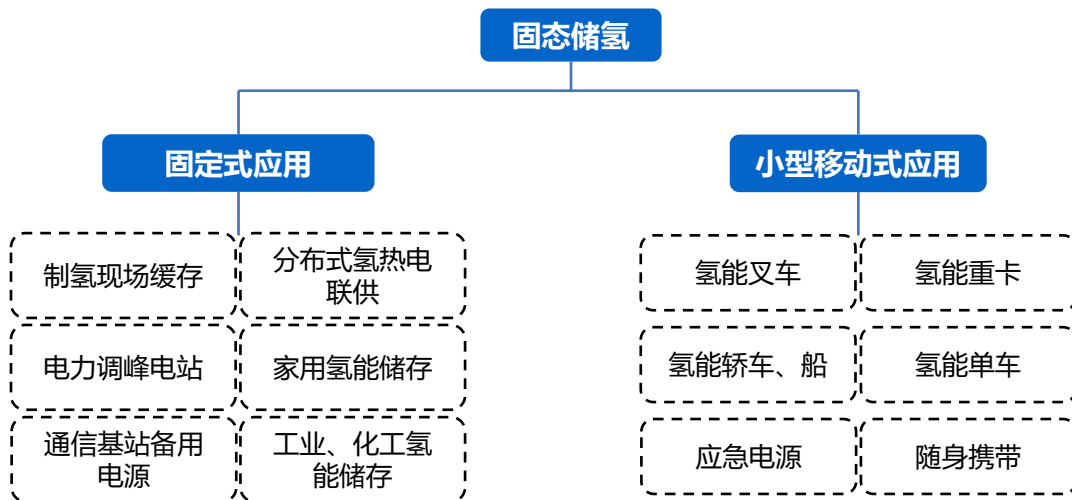 固态储氢
固定式应用
小型移动式应用
制氢现场缓存
分布式氢热电
联供
氢能叉车
氢能重卡
电力调峰电站
家用氢能储存
氢能轿车、船
氢能单车
通信基站备用
电源
工业、化工氢
能储存
应急电源
随身携带